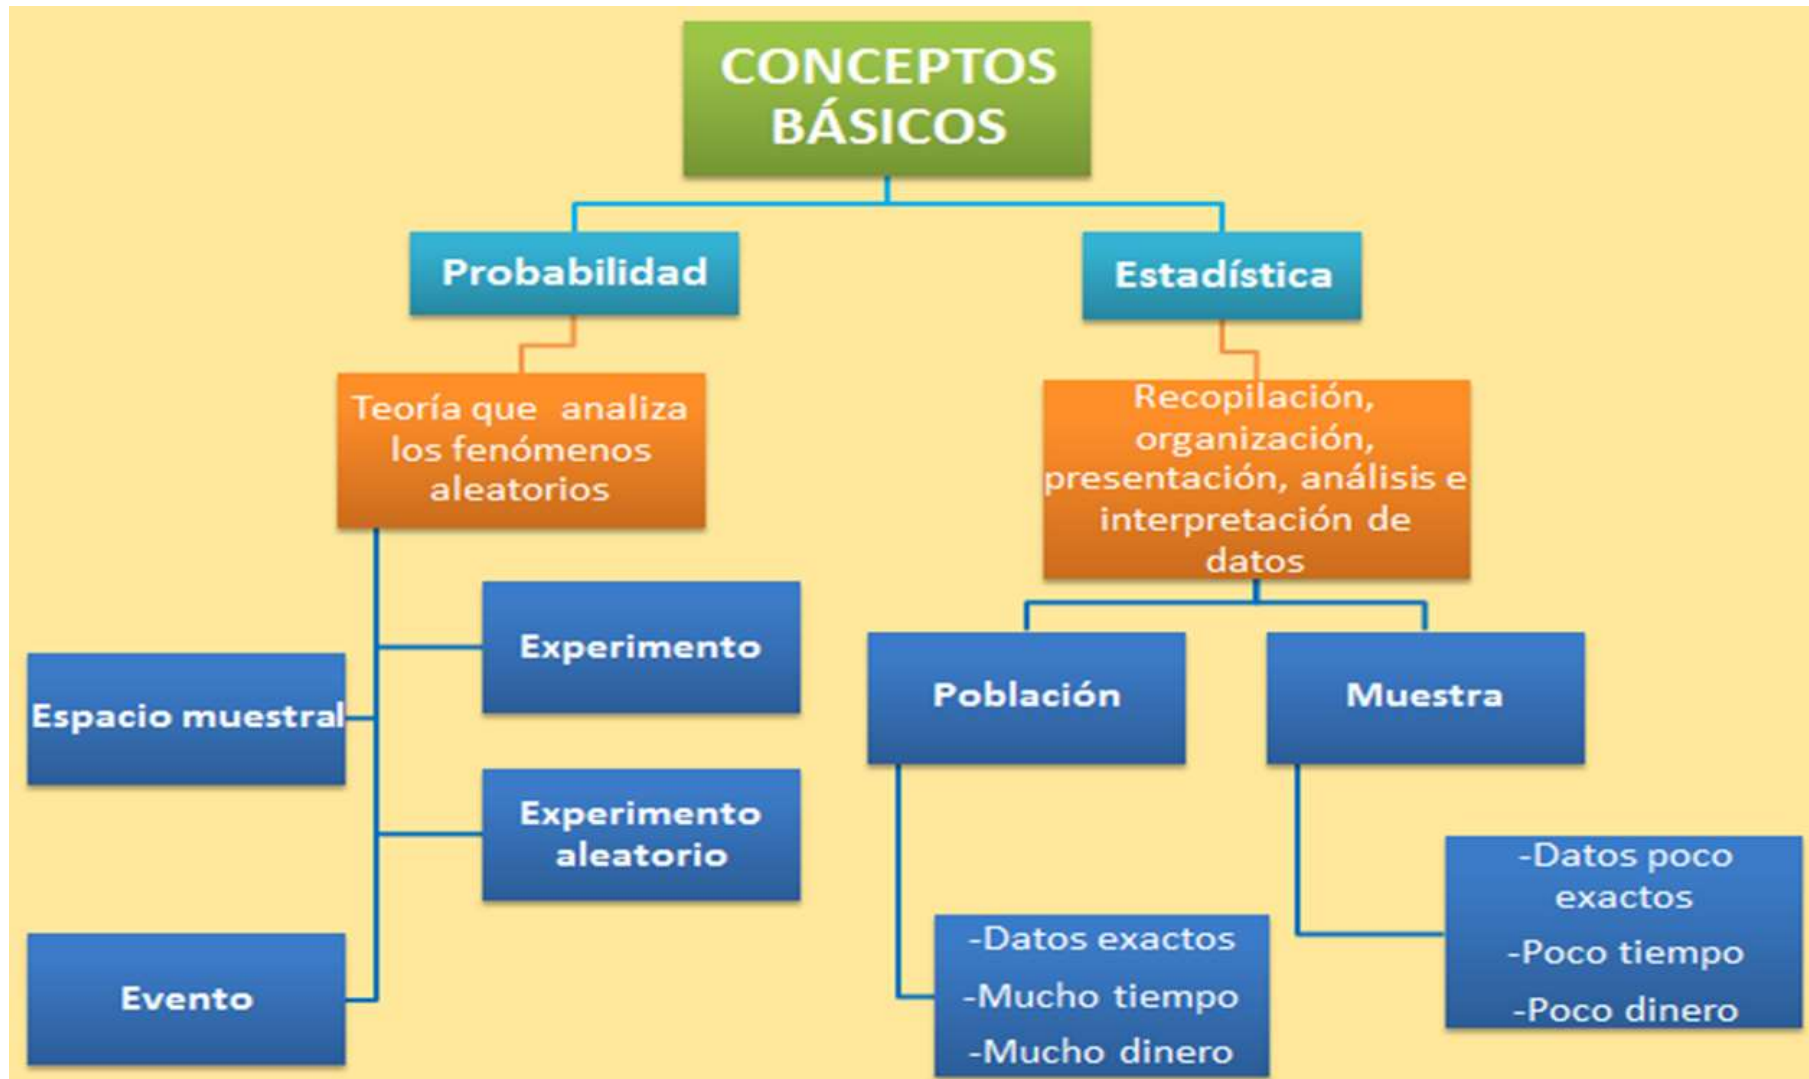 CONCEPTOS
BÁSICOS
Probabilidad
Estadística
Teoría que analiza
los fenómenos
aleatorios
Recopilación,
organización,
presentación, análisis e
interpretación de
datos
Experimento
Espacio muestral
Experimento
aleatorio
Evento
Población
Muestra
-Datos exactos
-Mucho tiempo
-Mucho dinero
-Datos poco
exactos
-Poco tiempo
-Poco dinero